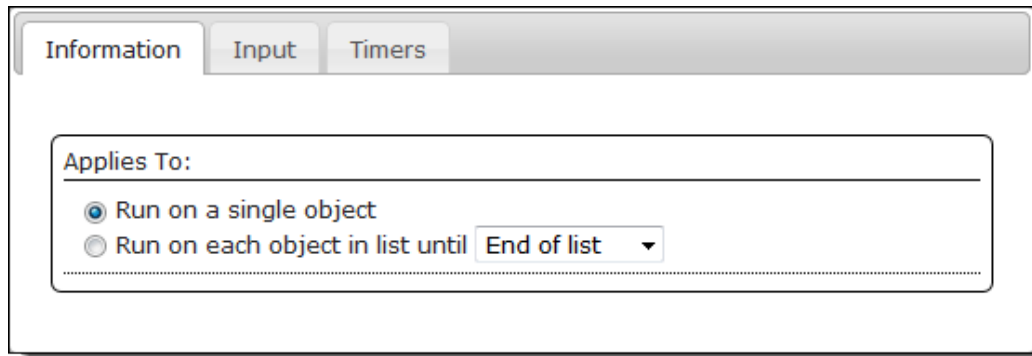 Information Input Timers
Applies To:
Run on a single object
Run on each object in list until End of list